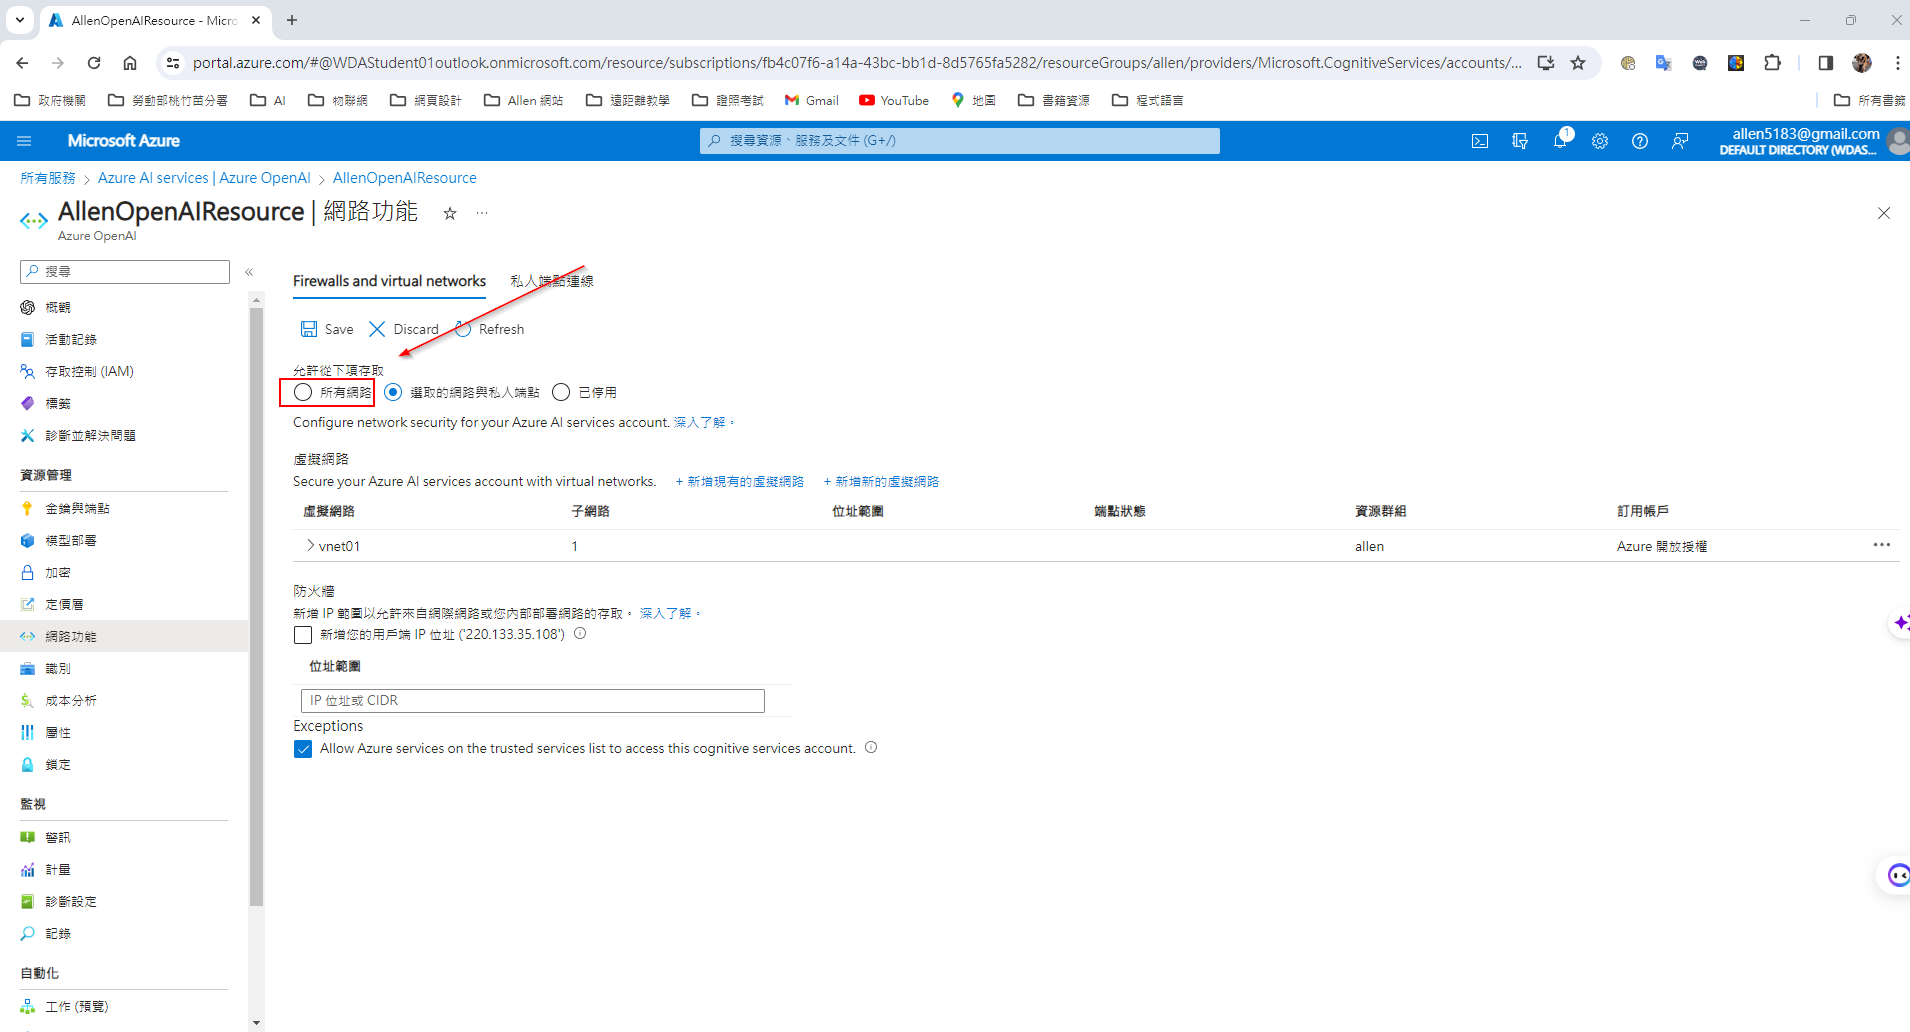 AllenOpenAIResource - Micro
portal.azure.com/#@WDAStudent01outlook.onmicrosoft.com/resource/subscriptions/fb4c07f6-a14a-43bc-bb1d-8d5765fa5282/resourceGroups/allen/providers/Microsoft.CognitiveServices/accounts/...
政府機關 勞動部桃竹苗分署 AI 物聯網 網頁設計 Allen 網站 遠距離教學 證照考試 Gmail YouTube 地圖 書籍資源 程式語言 所有書籤
Microsoft Azure
搜尋資源、服務及文件 (G+/)
1
allen5183@gmail.com
DEFAULT DIRECTORY (WDAS...
所有服務 > Azure AI services | Azure OpenAI > AllenOpenAIResource
AllenOpenAIResource | 網路功能 ...
Azure OpenAI
搜尋 «
概觀
活動記錄
存取控制 (IAM)
標籤
診斷並解決問題
資源管理
金鑰與端點
模型部署
加密
定價層
網路功能
識別
成本分析
屬性
鎖定
監視
警訊
計量
診斷設定
記錄
自動化
工作 (預覽)
Firewalls and virtual networks 私人端點連線
Save Discard Refresh
允許從下項存取
所有網路 選取的網路與私人端點 已停用
Configure network security for your Azure AI services account. 深入了解。
虛擬網路
Secure your Azure AI services account with virtual networks. + 新增現有的虛擬網路 + 新增新的虛擬網路
虛擬網路 子網路 位址範圍 端點狀態 資源群組 訂用帳戶
vnet01 1 allen Azure 開放授權 ...
防火牆
新增 IP 範圍以允許來自網際網路或您內部部署網路的存取。 深入了解。
新增您的用戶端 IP 位址 ('220.133.35.108')
位址範圍
IP 位址或 CIDR
Exceptions
Allow Azure services on the trusted services list to access this cognitive services account.